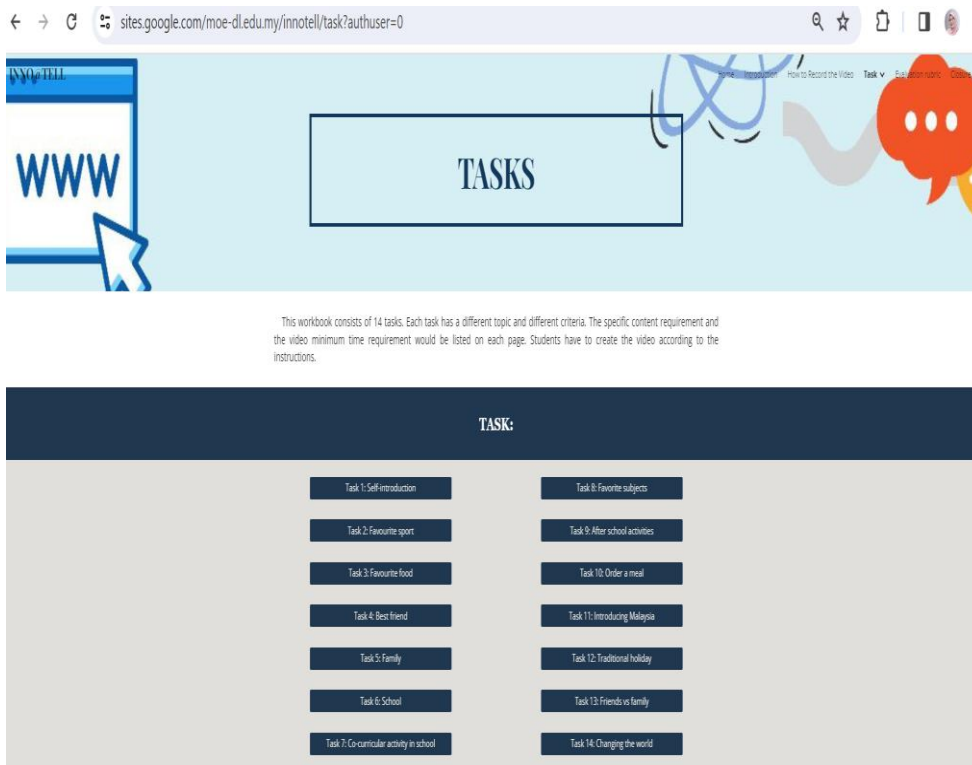 sites.google.com/moe-dl.edu.my/innotell/task?authuser=0
INNO@TELL
Home Introduction How to Record the Video Task Evaluation rubric Closure
WWW
TASKS
This workbook consists of 14 tasks. Each task has a different topic and different criteria. The specific content requirement and
the video minimum time requirement would be listed on each page. Students have to create the video according to the
instructions.
TASK:
Task 1: Self-introduction
Task 2: Favourite sport
Task 3: Favourite food
Task 4: Best friend
Task 5: Family
Task 6: School
Task 7: Co-curricular activity in school
Task 8: Favorite subjects
Task 9: After school activities
Task 10: Order a meal
Task 11: Introducing Malaysia
Task 12: Traditional holiday
Task 13: Friends vs family
Task 14: Changing the world